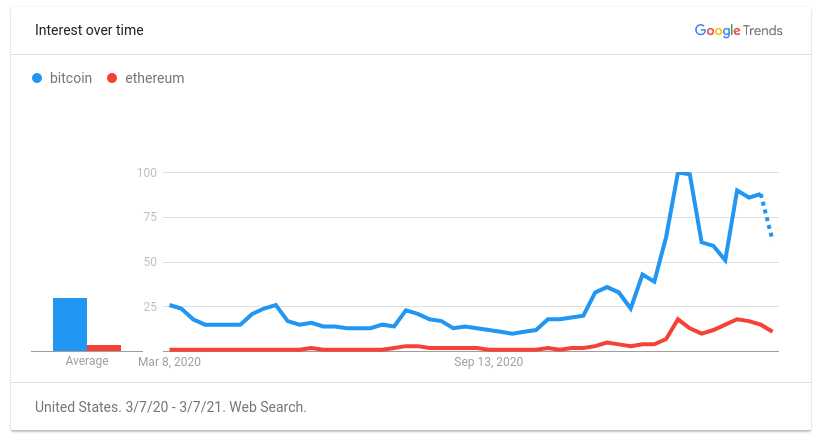 Interest over time
Google Trends
bitcoin ethereum
100
75
50
25
Average
Mar 8, 2020
Sep 13, 2020
United States. 3/7/20 - 3/7/21. Web Search.